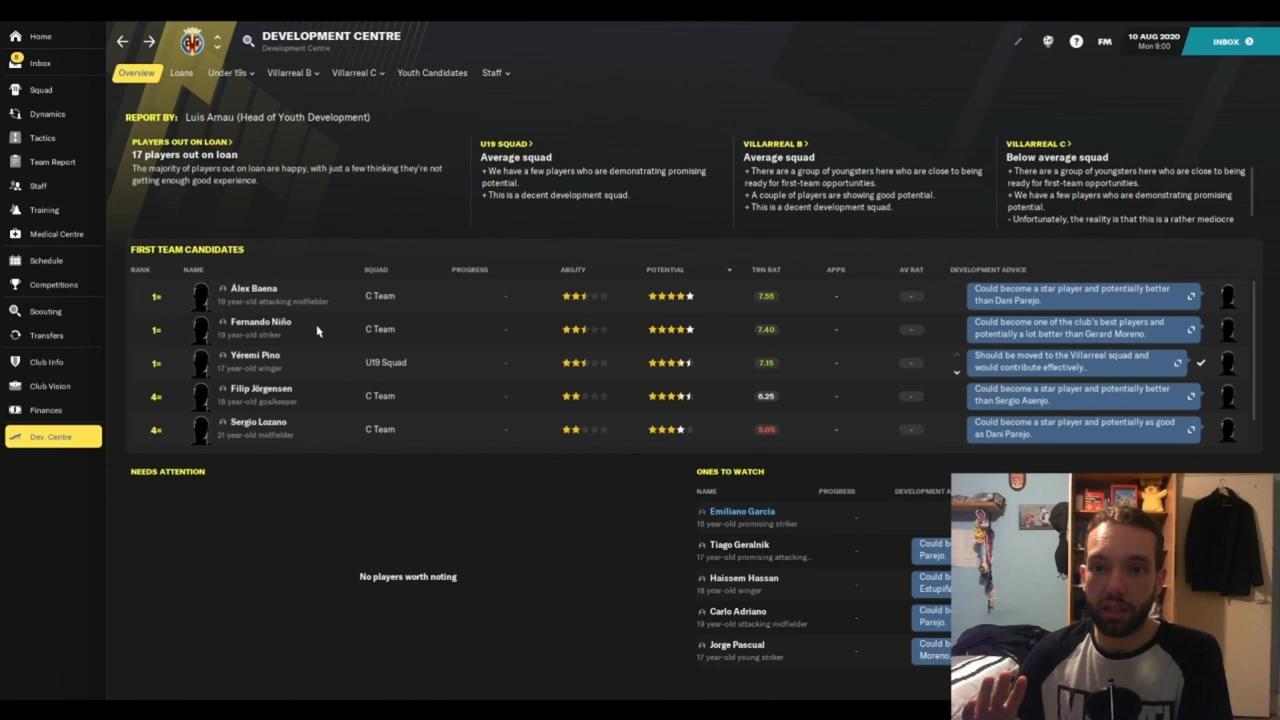 Home
DEVELOPMENT CENTRE
Development Centre
10 AUG 2020
Mon 9:00
FM
INBOX
8
Inbox
Squad
Dynamics
Tactics
Team Report
Staff
Training
Medical Centre
Schedule
Competitions
Scouting
Transfers
Club Info
Club Vision
Finances
Dev. Centre
Overview
Loans
Under 19s
Villarreal B
Villarreal C
Youth Candidates
Staff
REPORT BY: Luis Arnau (Head of Youth Development)
PLAYERS OUT ON LOAN >
17 players out on loan
The majority of players out on loan are happy, with just a few thinking they're not
getting enough good experience.
U19 SQUAD >
Average squad
+ We have a few players who are demonstrating promising
potential.
+ This is a decent development squad.
VILLARREAL B >
Average squad
+ There are a group of youngsters here who are close to being
ready for first-team opportunities.
+ A couple of players are showing good potential.
+ This is a decent development squad.
VILLARREAL C >
Below average squad
+ There are a group of youngsters here who are close to being
ready for first-team opportunities.
+ We have a few players who are demonstrating promising
potential.
- Unfortunately, the reality is that this is a rather mediocre
FIRST TEAM CANDIDATES
RANK NAME SQUAD PROGRESS ABILITY POTENTIAL TRN RAT APPS AV RAT DEVELOPMENT ADVICE
1= Álex Baena C Team - 7.55 - -
19 year-old attacking midfielder
Could become a star player and potentially better
than Dani Parejo.
1= Fernando Niño C Team - 7.40 - -
19 year-old striker
Could become one of the club's best players and
potentially a lot better than Gerard Moreno.
1= Yéremi Pino U19 Squad - 7.15 - -
17 year-old winger
Should be moved to the Villarreal squad and
would contribute effectively..
4= Filip Jörgensen C Team - 6.25 - -
18 year-old goalkeeper
Could become a star player and potentially better
than Sergio Asenjo.
4= Sergio Lozano C Team - 5.05 - -
21 year-old midfielder
Could become a star player and potentially as good
as Dani Parejo.
NEEDS ATTENTION
No players worth noting
ONES TO WATCH
NAME PROGRESS DEVELOPMENT A
Emiliano García -
16 year-old promising striker
Tiago Geralnik -
17 year-old promising attacking...
Could b
Parejo.
Haissem Hassan -
18 year-old winger
Could b
Estupiñ
Carlo Adriano -
19 year-old attacking midfielder
Could b
Parejo.
Jorge Pascual -
17 year-old young striker
Could b
Moreno